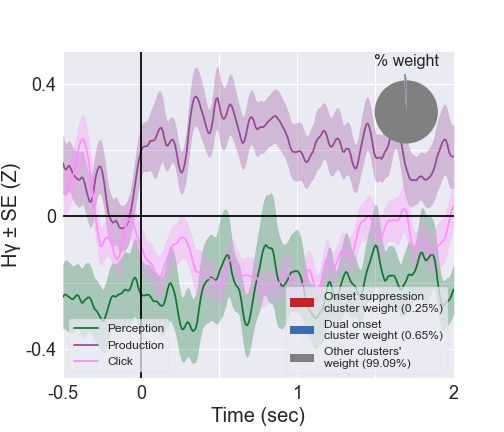 % weight
Hγ ± SE (Z)
0.4
0
-0.4
Perception
Production
Click
Onset suppression
cluster weight (0.25%)
Dual onset
cluster weight (0.65%)
Other clusters'
weight (99.09%)
-0.5
0
1
2
Time (sec)